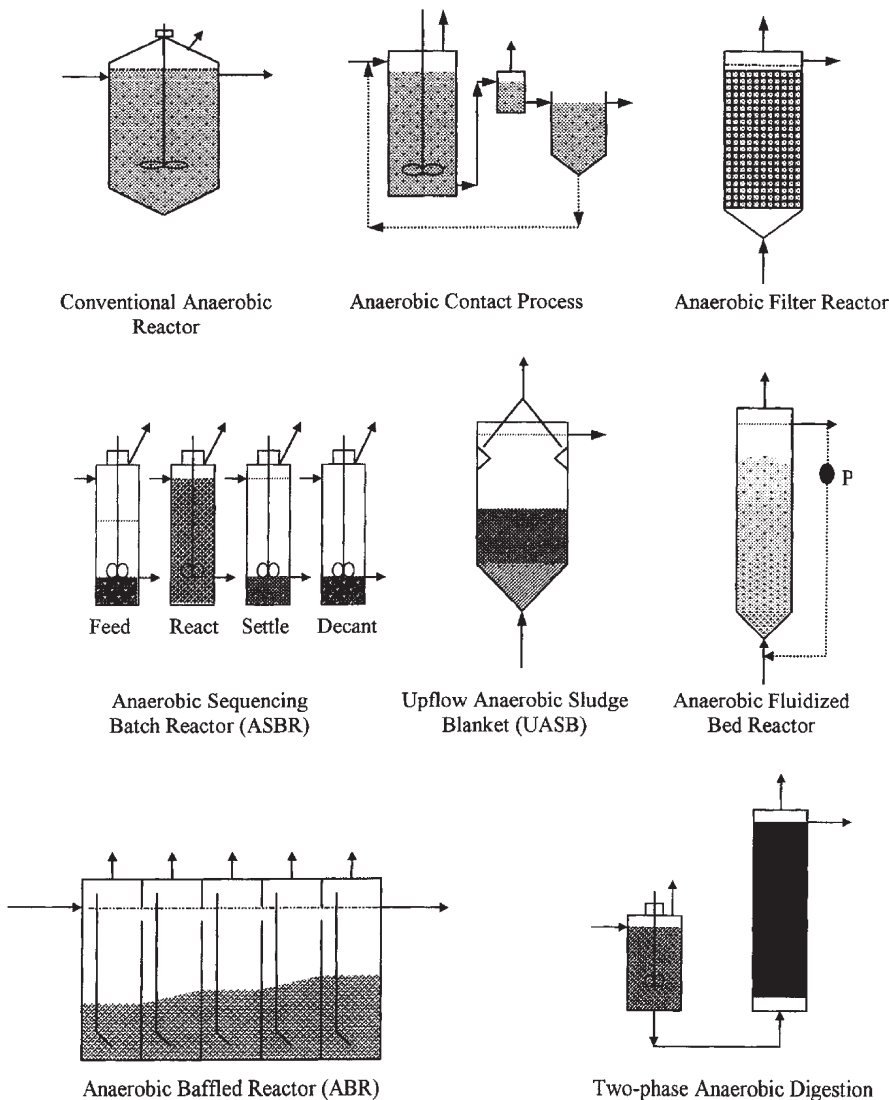 Conventional Anaerobic
Reactor
Anaerobic Contact Process
Anaerobic Filter Reactor
P
Feed React Settle Decant
Anaerobic Sequencing
Batch Reactor (ASBR)
Upflow Anaerobic Sludge
Blanket (UASB)
Anaerobic Fluidized
Bed Reactor
Anaerobic Baffled Reactor (ABR)
Two-phase Anaerobic Digestion